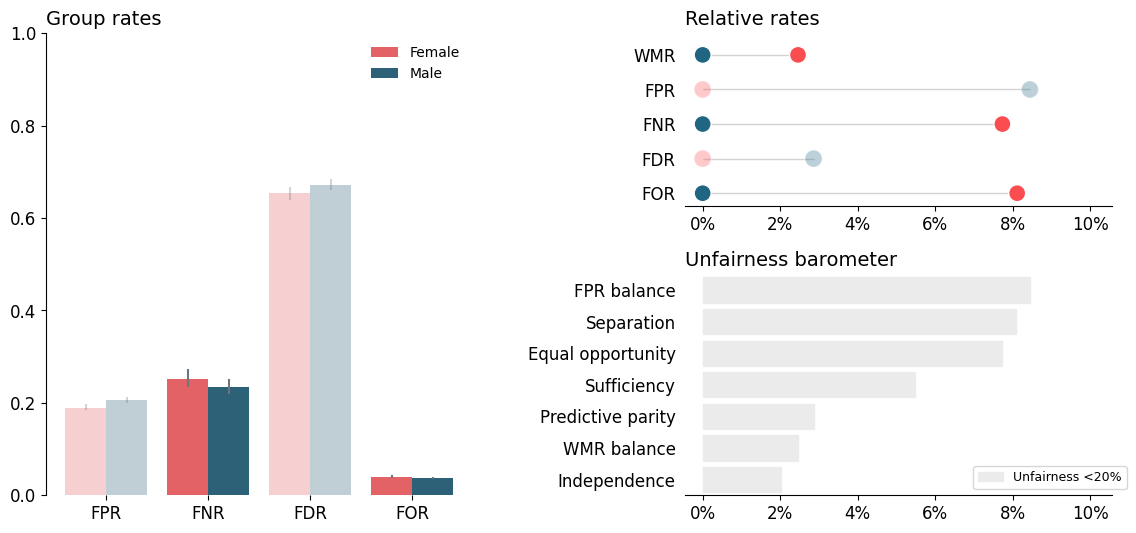 Group rates
1.0
0.8
0.6
0.4
0.2
0.0
Female
Male
FPR
FNR
FDR
FOR
Relative rates
WMR
FPR
FNR
FDR
FOR
0% 2% 4% 6% 8% 10%
Unfairness barometer
FPR balance
Separation
Equal opportunity
Sufficiency
Predictive parity
WMR balance
Independence
Unfairness <20%
0% 2% 4% 6% 8% 10%